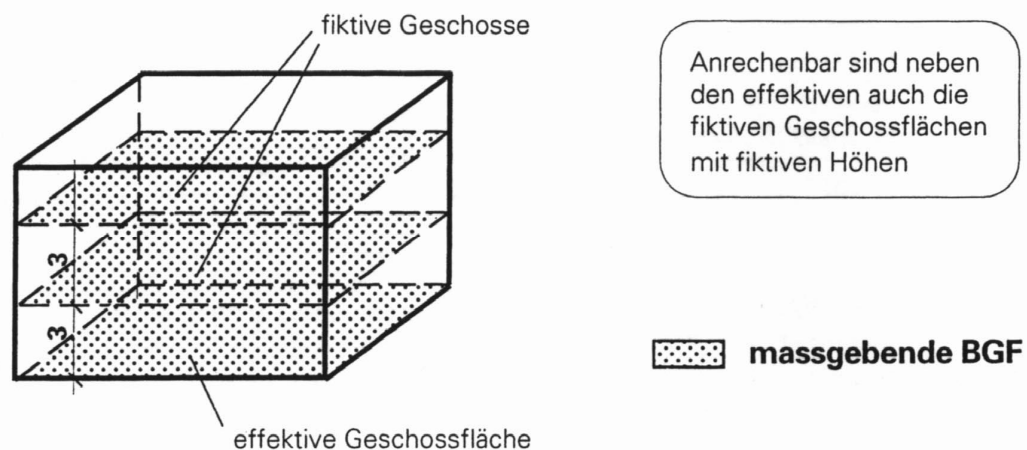 fiktive Geschosse
Anrechenbar sind neben
den effektiven auch die
fiktiven Geschossflächen
mit fiktiven Höhen
3
3
massgebende BGF
effektive Geschossfläche